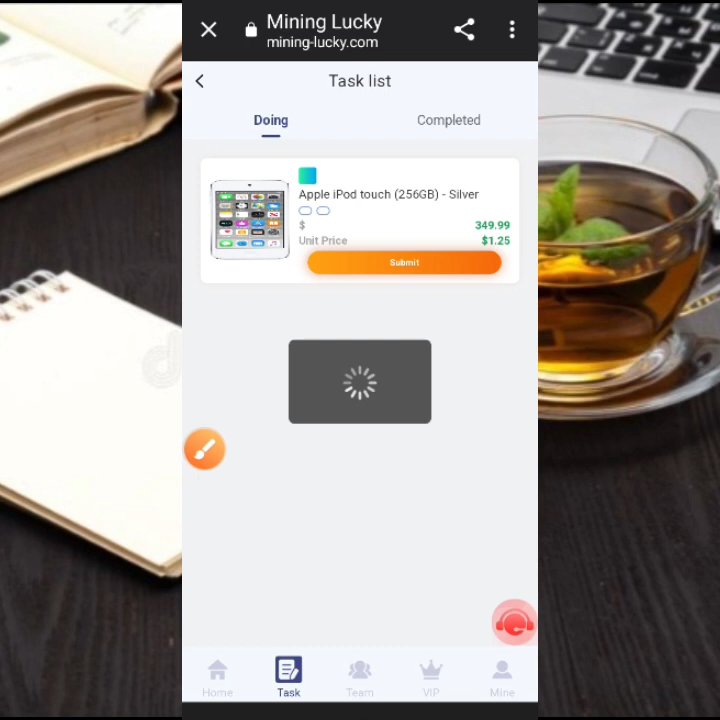 Mining Lucky
mining-lucky.com
Task list
Doing
Completed
Apple iPod touch (256GB) - Silver
$ 349.99
Unit Price $1.25
Submit
Home
Task
Team
VIP
Mine